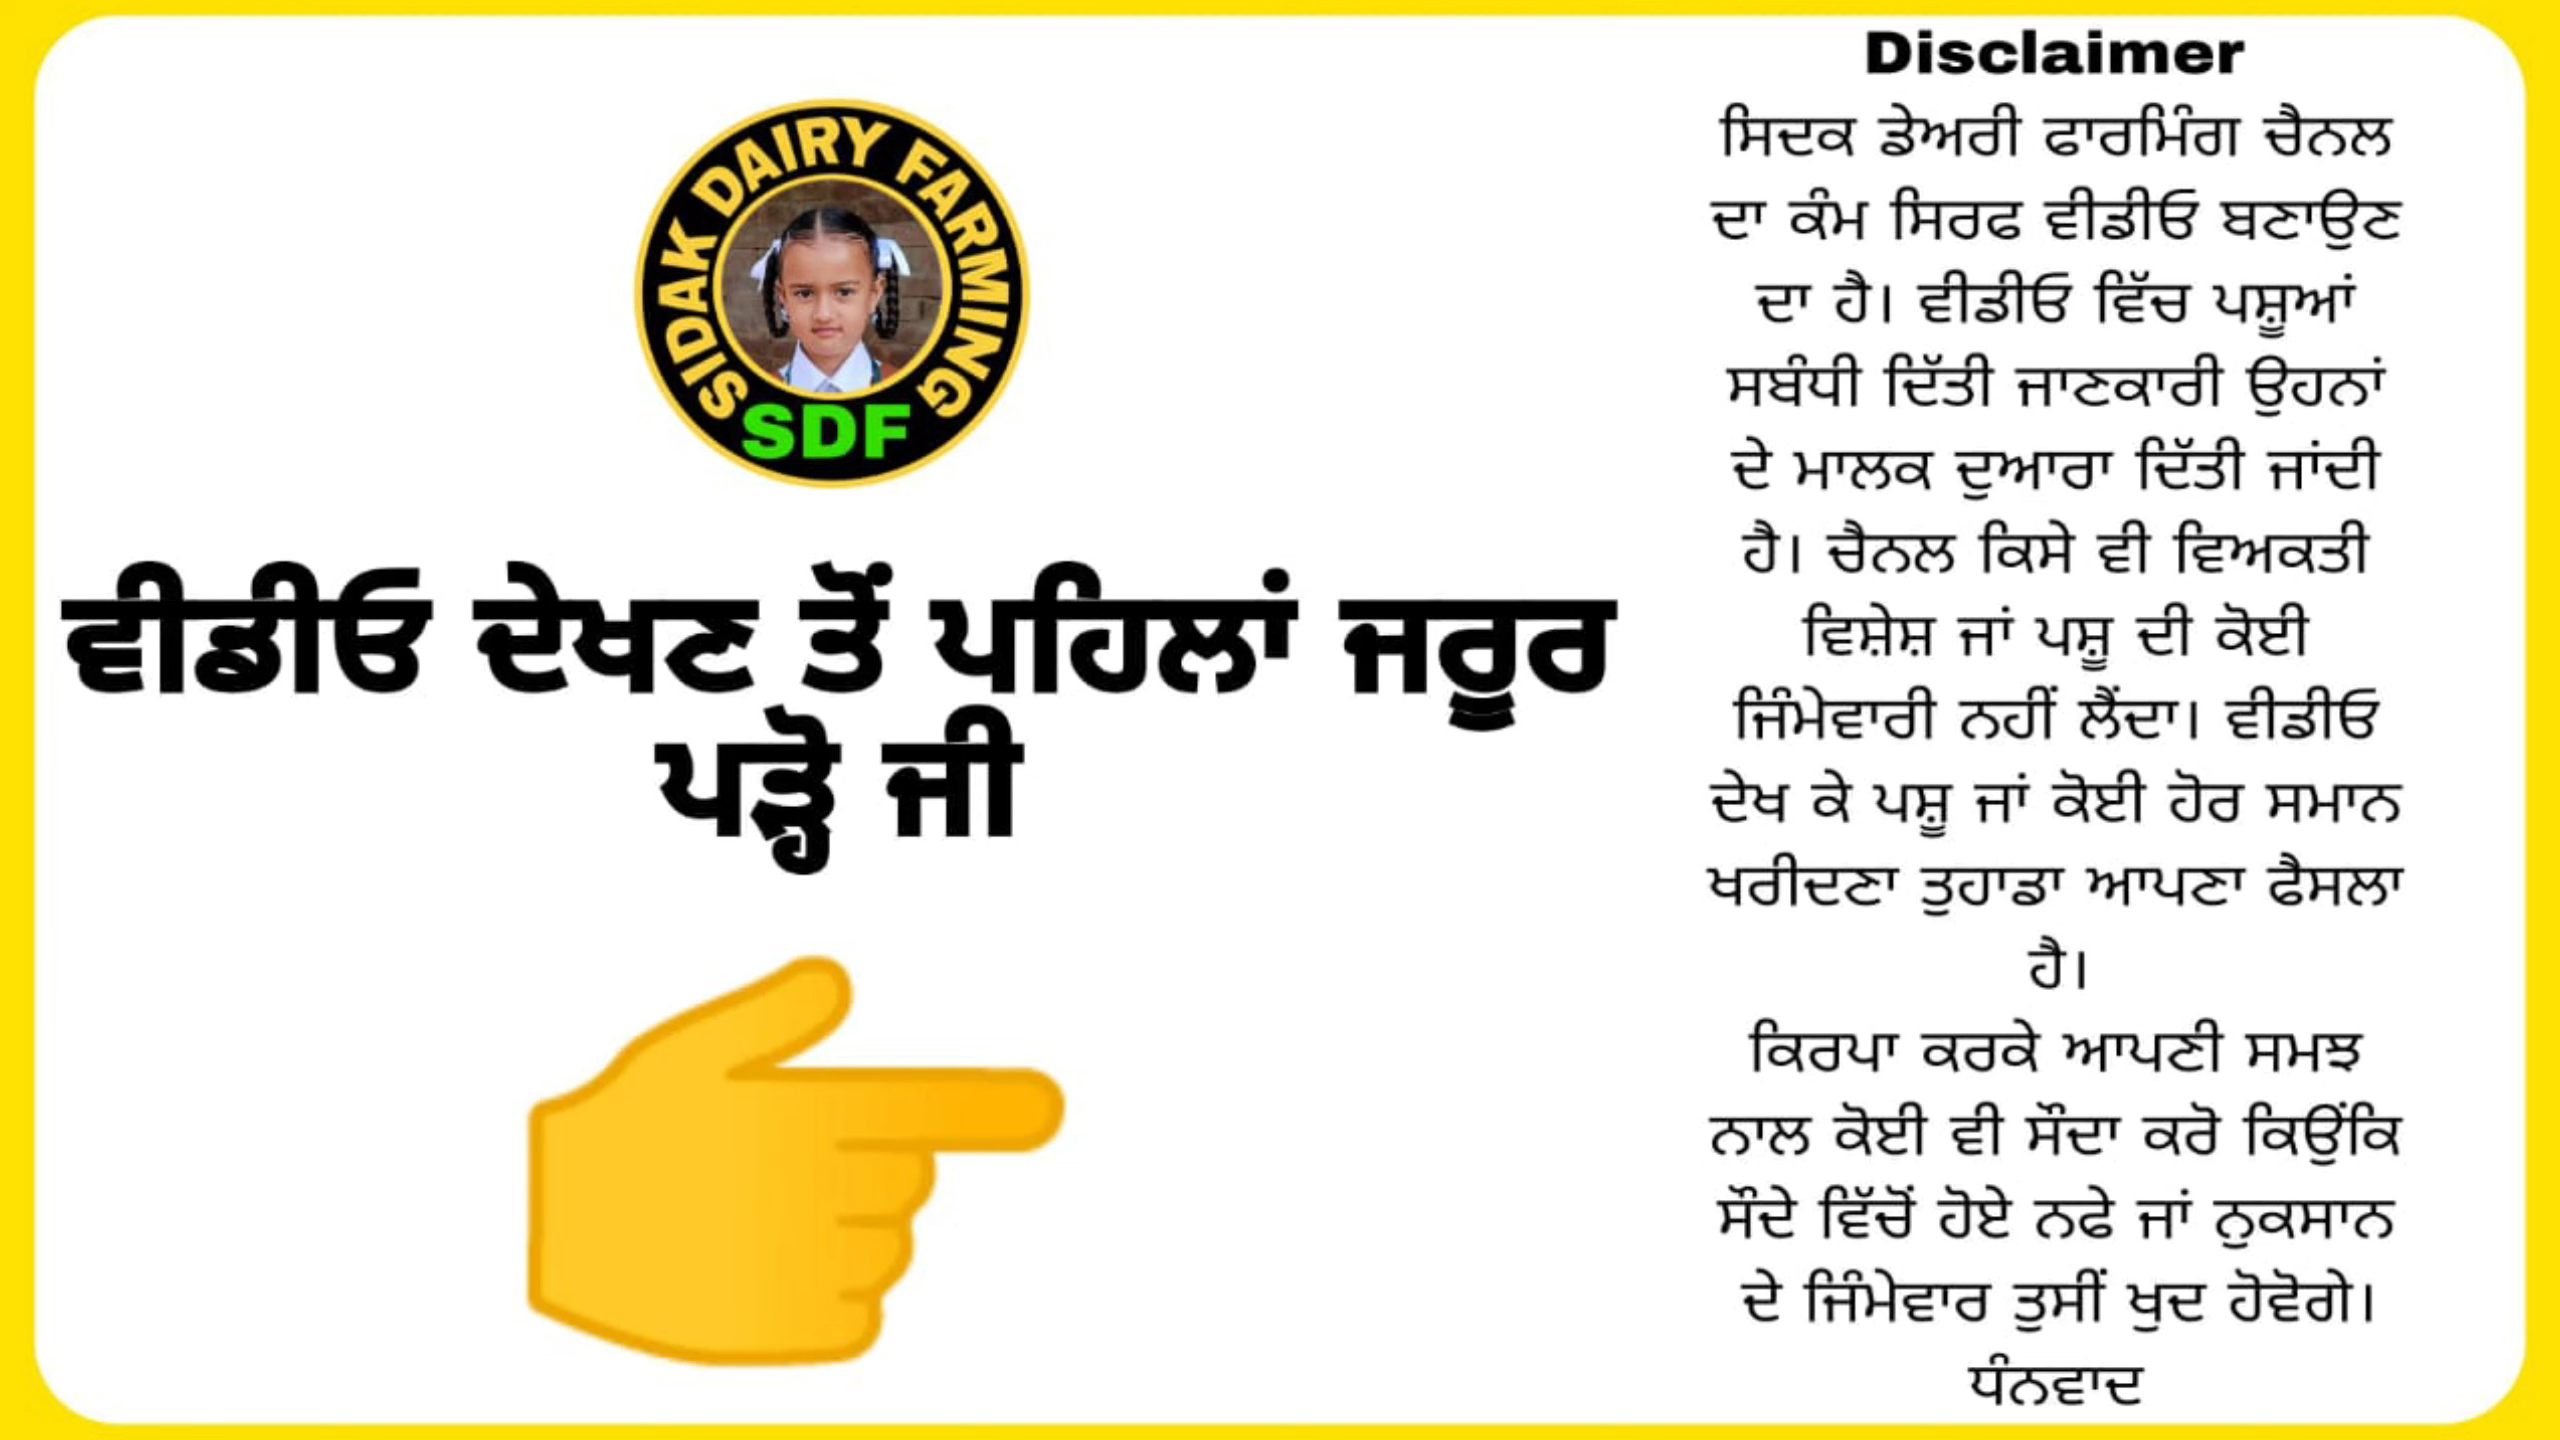 SIDAK DAIRY FARMING
SDF
ਵੀਡੀਓ ਦੇਖਣ ਤੋਂ ਪਹਿਲਾਂ ਜਰੂਰ
ਪੜ੍ਹੋ ਜੀ
Disclaimer
ਸਿਦਕ ਡੇਅਰੀ ਫਾਰਮਿੰਗ ਚੈਨਲ
ਦਾ ਕੰਮ ਸਿਰਫ ਵੀਡੀਓ ਬਣਾਉਣ
ਦਾ ਹੈ। ਵੀਡੀਓ ਵਿੱਚ ਪਸ਼ੂਆਂ
ਸਬੰਧੀ ਦਿੱਤੀ ਜਾਣਕਾਰੀ ਉਹਨਾਂ
ਦੇ ਮਾਲਕ ਦੁਆਰਾ ਦਿੱਤੀ ਜਾਂਦੀ
ਹੈ। ਚੈਨਲ ਕਿਸੇ ਵੀ ਵਿਅਕਤੀ
ਵਿਸ਼ੇਸ਼ ਜਾਂ ਪਸ਼ੂ ਦੀ ਕੋਈ
ਜਿੰਮੇਵਾਰੀ ਨਹੀਂ ਲੈਂਦਾ। ਵੀਡੀਓ
ਦੇਖ ਕੇ ਪਸ਼ੂ ਜਾਂ ਕੋਈ ਹੋਰ ਸਮਾਨ
ਖਰੀਦਣਾ ਤੁਹਾਡਾ ਆਪਣਾ ਫੈਸਲਾ
ਹੈ।
ਕਿਰਪਾ ਕਰਕੇ ਆਪਣੀ ਸਮਝ
ਨਾਲ ਕੋਈ ਵੀ ਸੌਦਾ ਕਰੋ ਕਿਉਂਕਿ
ਸੌਦੇ ਵਿੱਚੋਂ ਹੋਏ ਨਫੇ ਜਾਂ ਨੁਕਸਾਨ
ਦੇ ਜਿੰਮੇਵਾਰ ਤੁਸੀਂ ਖੁਦ ਹੋਵੋਗੇ।
ਧੰਨਵਾਦ